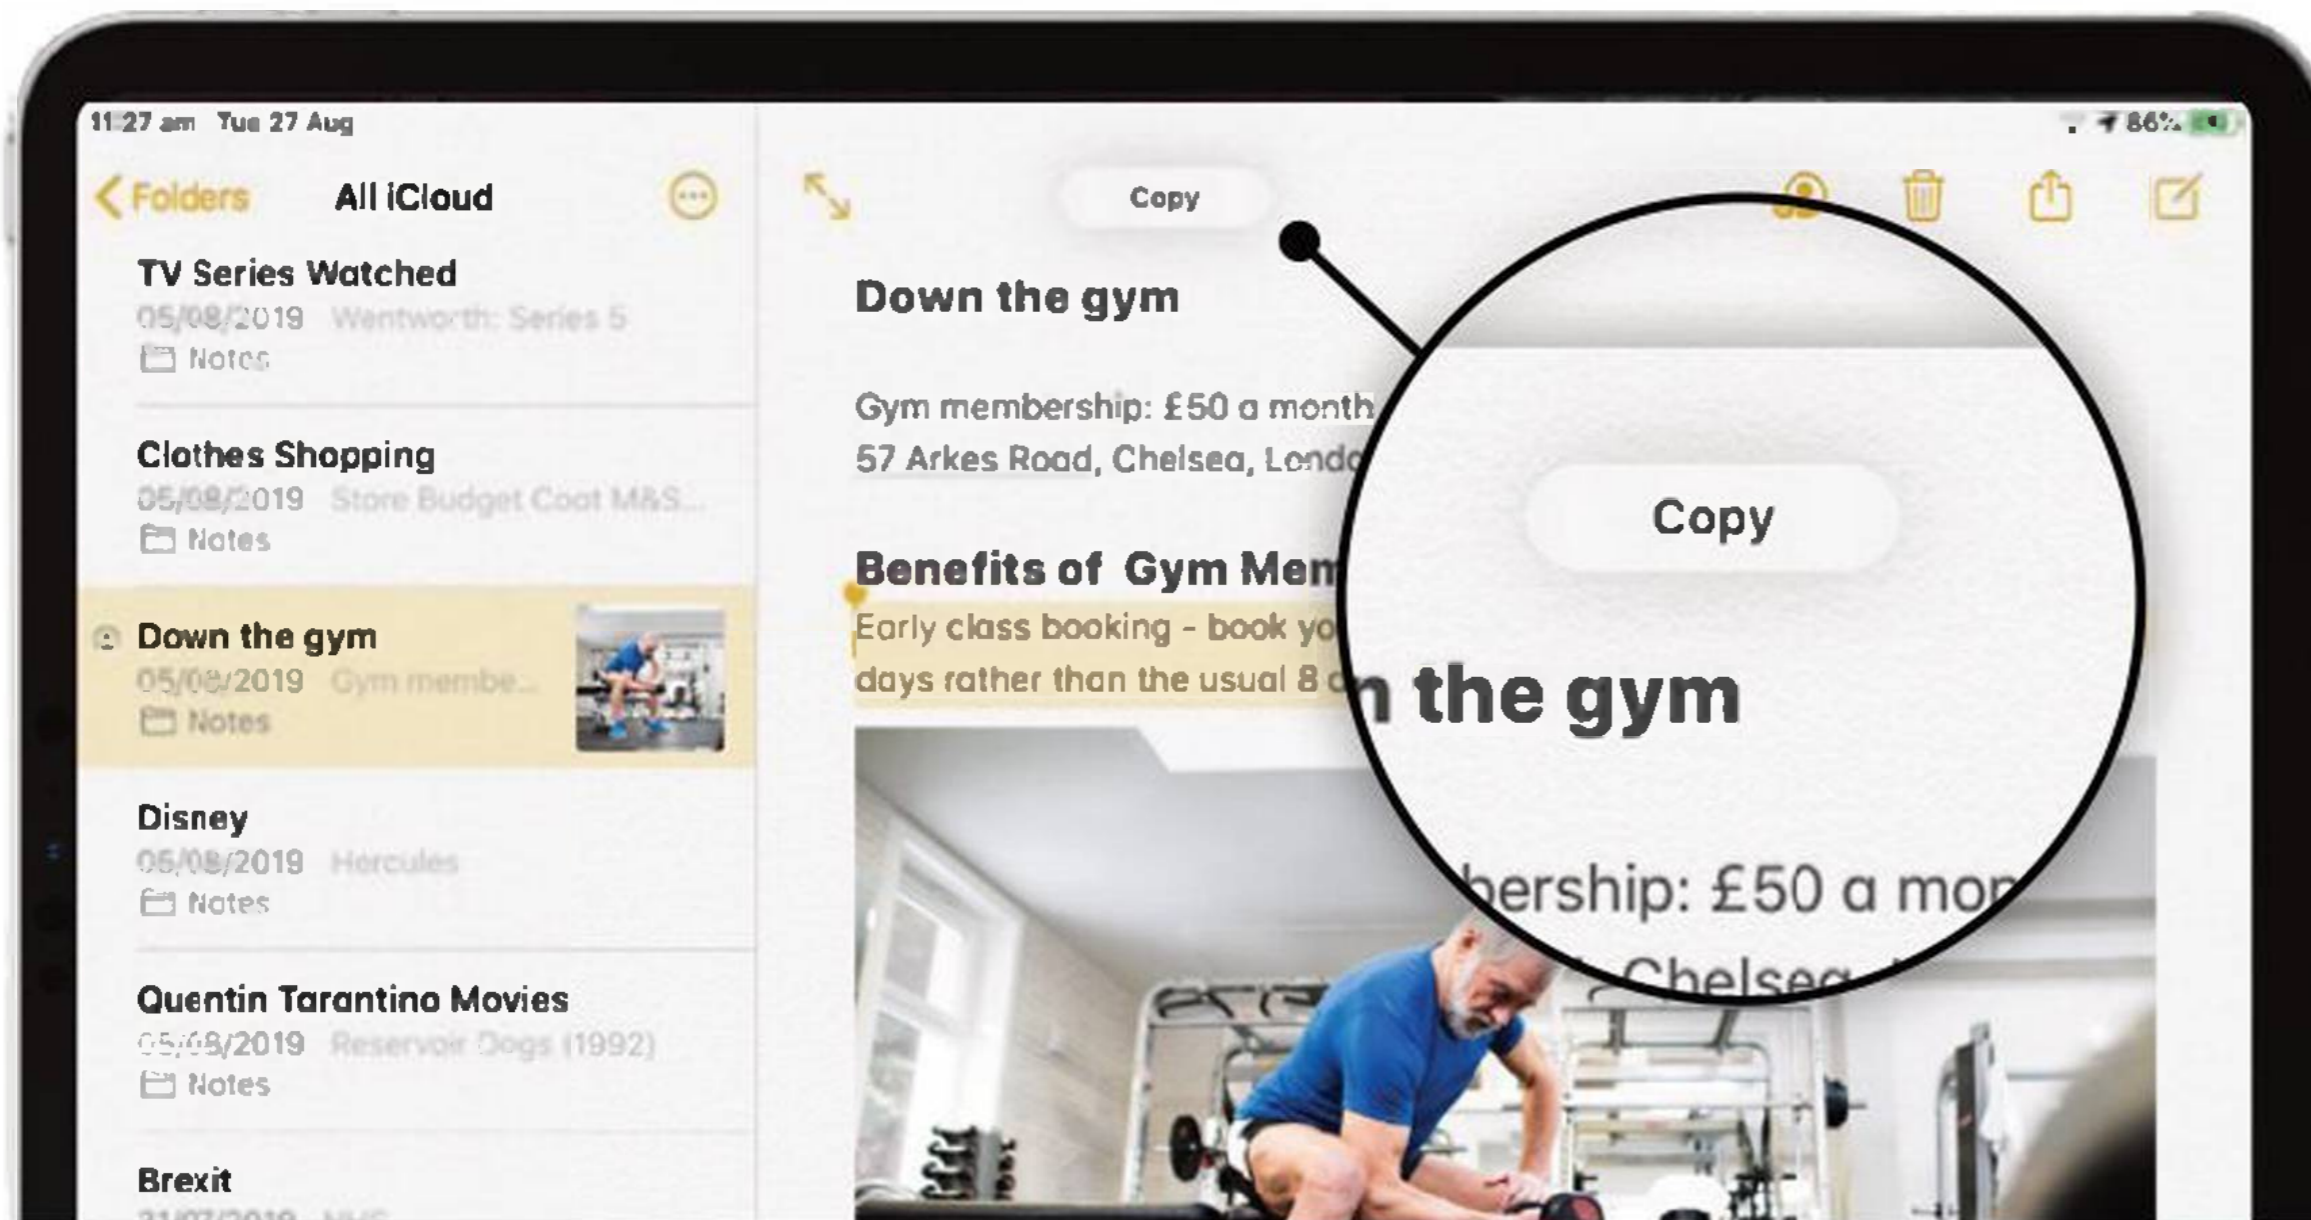 11:27 am Tue 27 Aug
86%
Folders
All iCloud
TV Series Watched
05/08/2019 Wentworth: Series 5
Notes
Clothes Shopping
05/08/2019 Store Budget Coat M&S...
Notes
Down the gym
05/08/2019 Gym membe...
Notes
Disney
05/08/2019 Hercules
Notes
Quentin Tarantino Movies
05/08/2019 Reservoir Dogs (1992)
Notes
Brexit
31/07/2019 NHS
Copy
Down the gym
Gym membership: £50 a month
57 Arkes Road, Chelsea, Londo
Benefits of Gym Mem
Early class booking - book yo
days rather than the usual 8 d
Copy
n the gym
bership: £50 a mon
Chelsea,